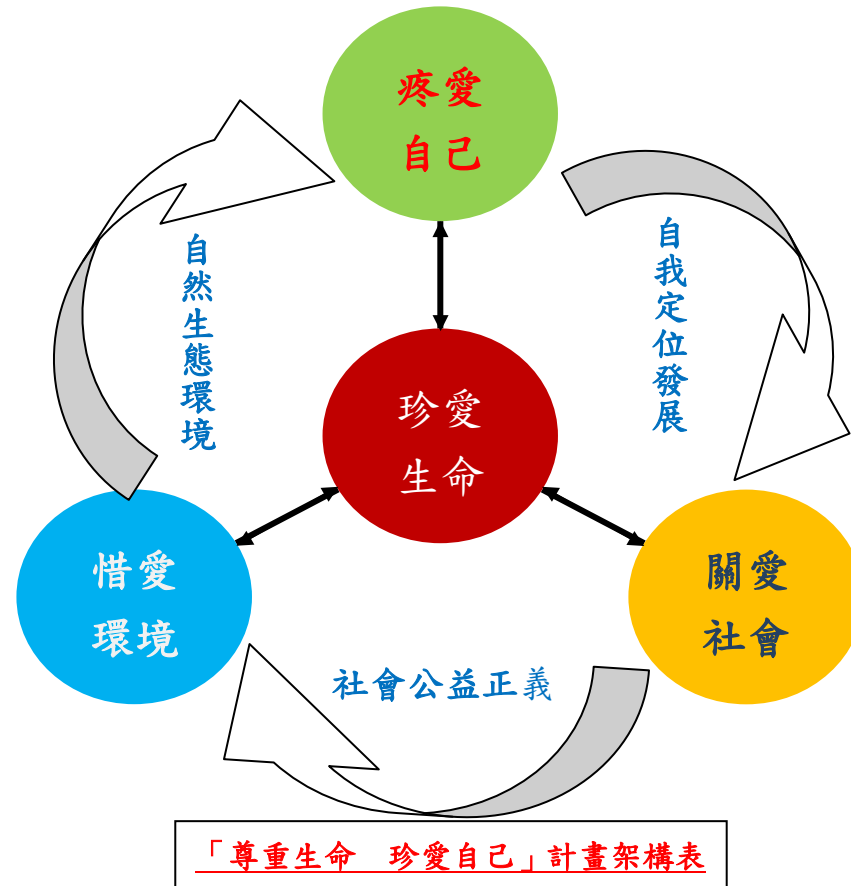 疼愛
自己
自然生態環境
自我定位發展
珍愛
生命
惜愛
環境
關愛
社會
社會公益正義
「尊重生命　珍愛自己」計畫架構表